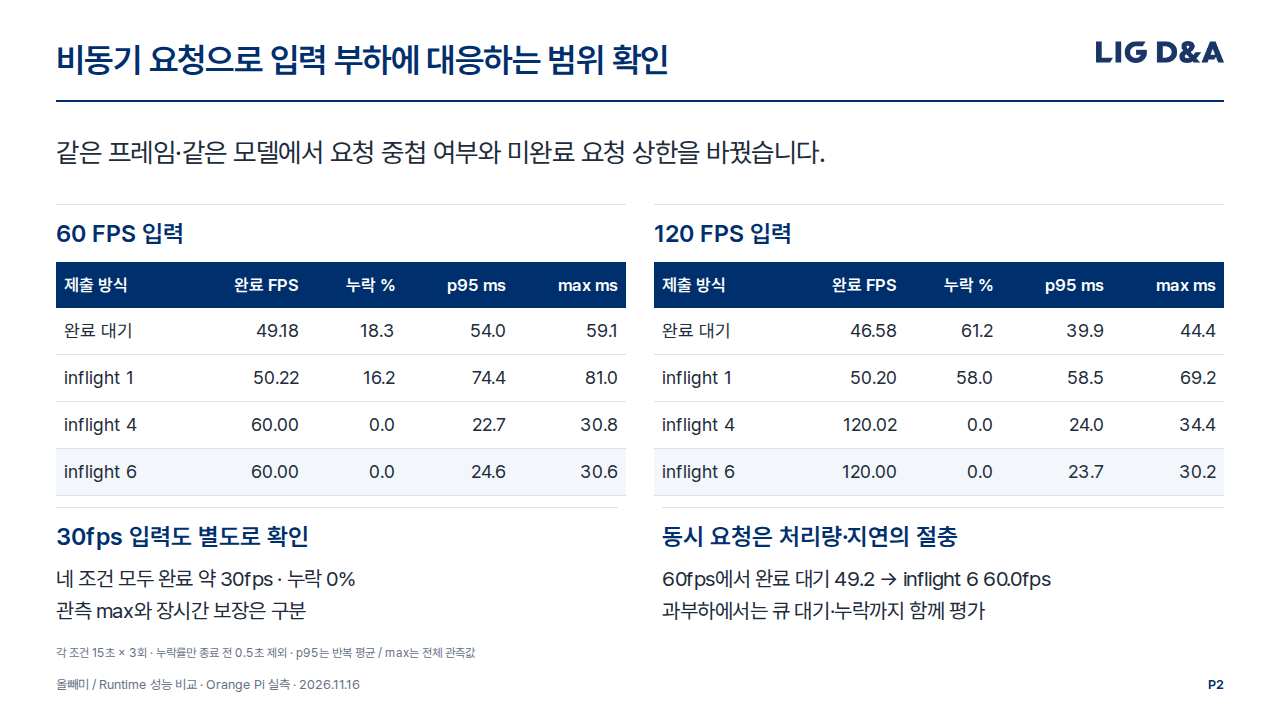 비동기 요청으로 입력 부하에 대응하는 범위 확인
LIG D&A
같은 프레임·같은 모델에서 요청 중첩 여부와 미완료 요청 상한을 바꿨습니다.
60 FPS 입력
제출 방식 완료 FPS 누락 % p95 ms max ms
완료 대기 49.18 18.3 54.0 59.1
inflight 1 50.22 16.2 74.4 81.0
inflight 4 60.00 0.0 22.7 30.8
inflight 6 60.00 0.0 24.6 30.6
120 FPS 입력
제출 방식 완료 FPS 누락 % p95 ms max ms
완료 대기 46.58 61.2 39.9 44.4
inflight 1 50.20 58.0 58.5 69.2
inflight 4 120.02 0.0 24.0 34.4
inflight 6 120.00 0.0 23.7 30.2
30fps 입력도 별도로 확인
네 조건 모두 완료 약 30fps · 누락 0%
관측 max와 장시간 보장은 구분
동시 요청은 처리량·지연의 절충
60fps에서 완료 대기 49.2 → inflight 6 60.0fps
과부하에서는 큐 대기·누락까지 함께 평가
각 조건 15초 × 3회 · 누락률만 종료 전 0.5초 제외 · p95는 반복 평균 / max는 전체 관측값
올빼미 / Runtime 성능 비교 · Orange Pi 실측 · 2026.11.16
P2